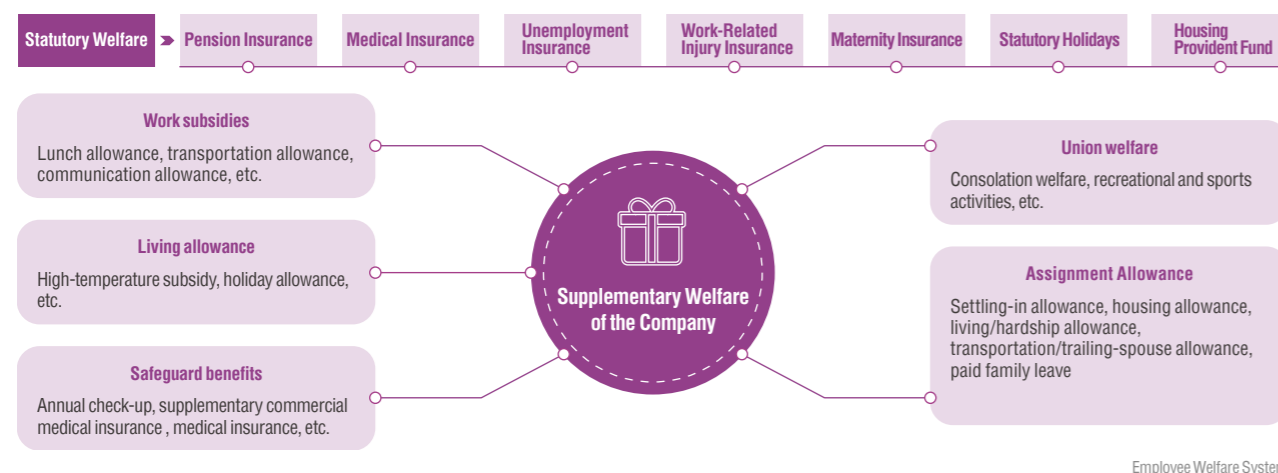 Statutory Welfare
Pension Insurance
Medical Insurance
Unemployment
Insurance
Work-Related
Injury Insurance
Maternity Insurance
Statutory Holidays
Housing
Provident Fund
Work subsidies
Lunch allowance, transportation allowance,
communication allowance, etc.
Living allowance
High-temperature subsidy, holiday allowance,
etc.
Safeguard benefits
Annual check-up, supplementary commercial
medical insurance , medical insurance, etc.
Supplementary Welfare
of the Company
Union welfare
Consolation welfare, recreational and sports
activities, etc.
Assignment Allowance
Settling-in allowance, housing allowance,
living/hardship allowance,
transportation/trailing-spouse allowance,
paid family leave
Employee Welfare System